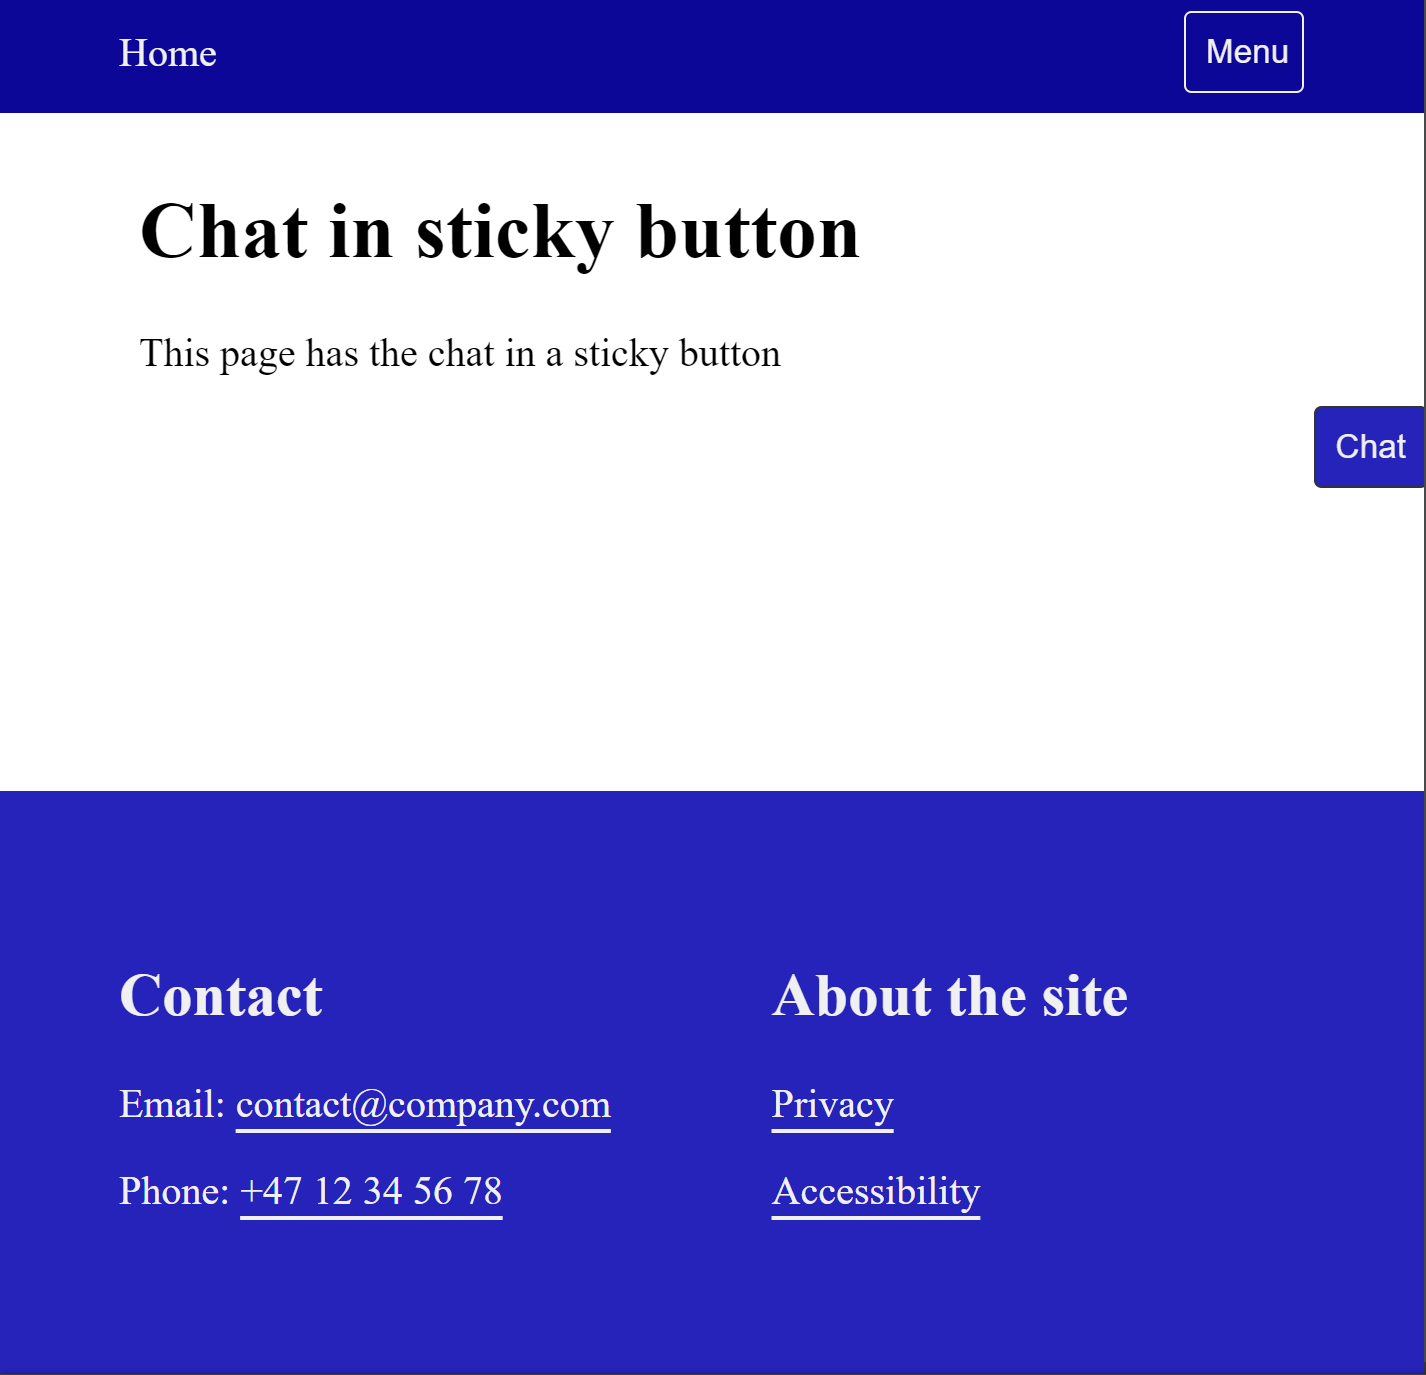 Home
Menu
Chat in sticky button
This page has the chat in a sticky button
Chat
Contact
Email: contact@company.com
Phone: +47 12 34 56 78
About the site
Privacy
Accessibility